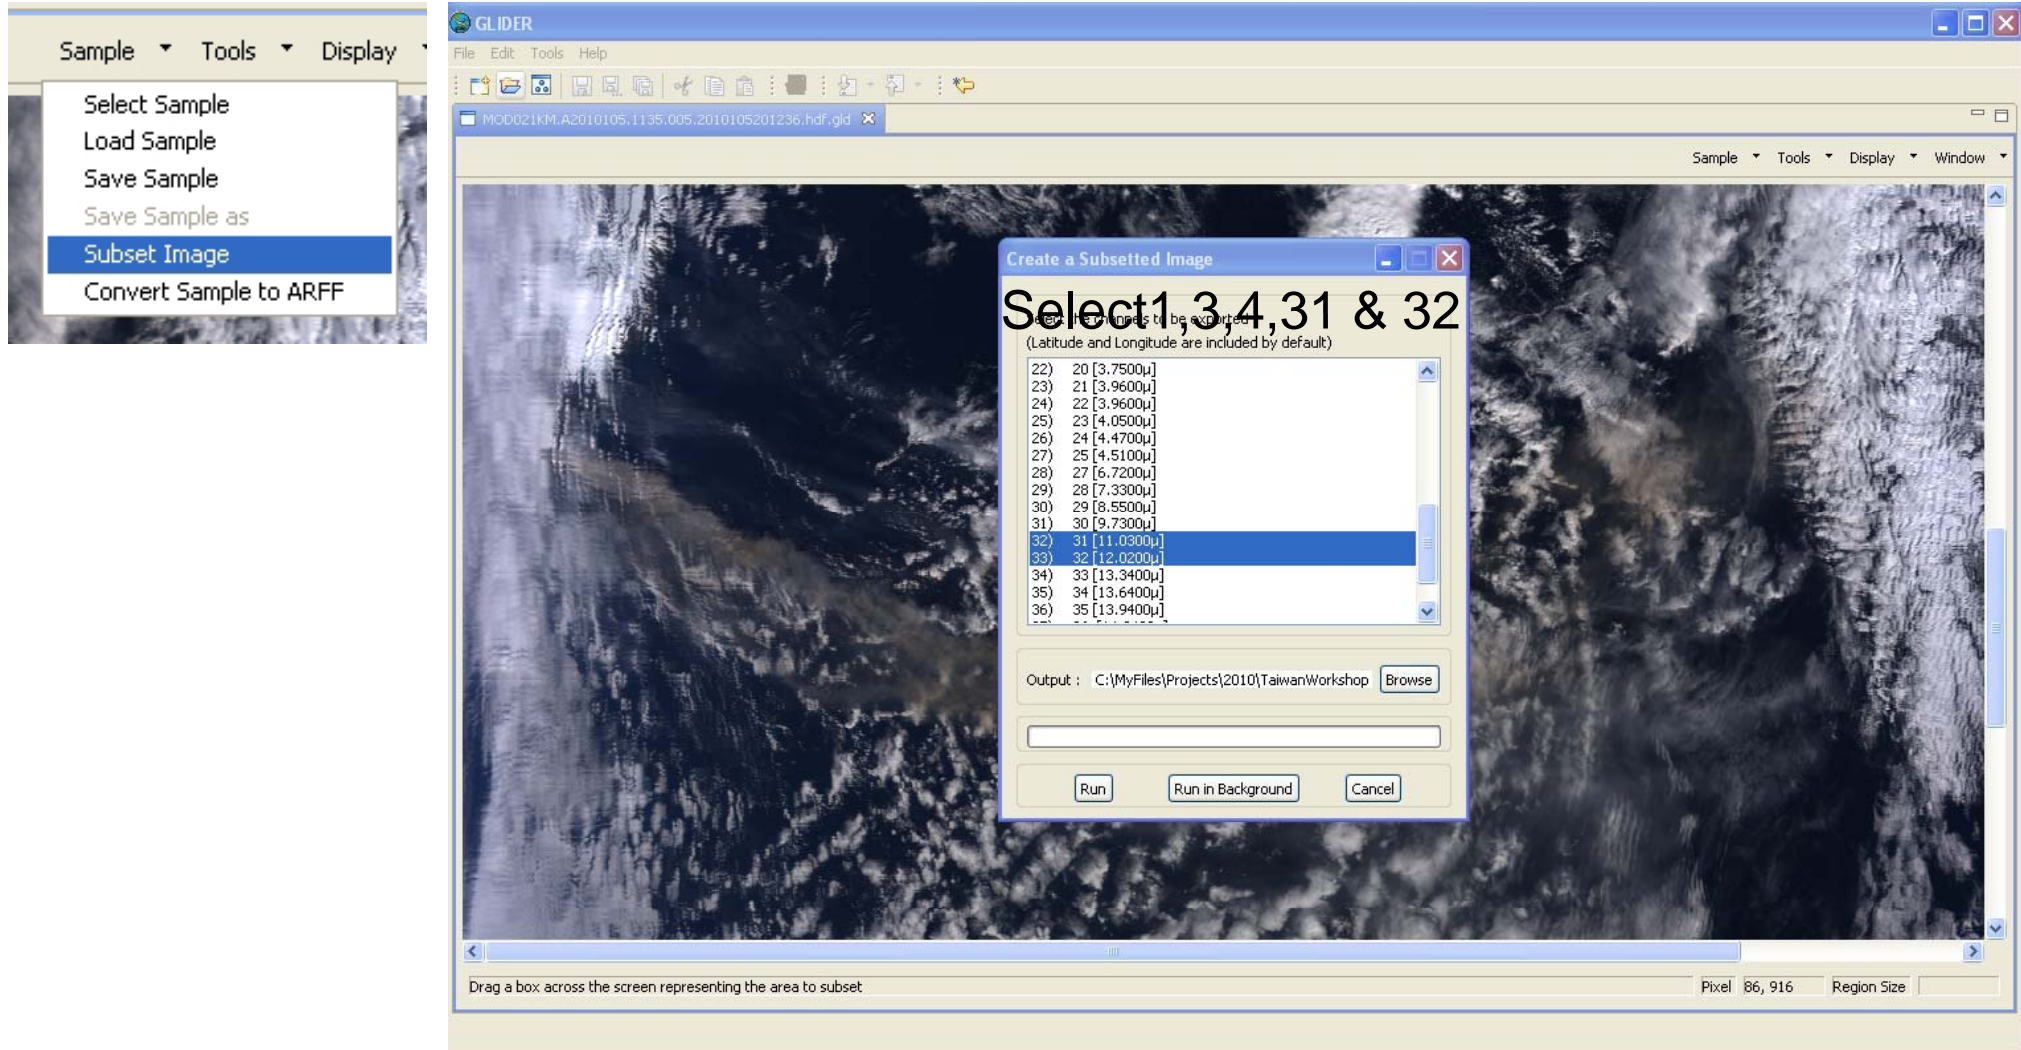 Sample Tools Display
Select Sample
Load Sample
Save Sample
Save Sample as
Subset Image
Convert Sample to ARFF
GLIDER
File Edit Tools Help
MOD021KM.A2010105.1135.005.2010105201236.hdf.gld
Sample Tools Display Window
Create a Subsetted Image
Select1,3,4,31 & 32
Select the channels to be exported
(Latitude and Longitude are included by default)
22) 20 [3.7500µ]
23) 21 [3.9600µ]
24) 22 [3.9600µ]
25) 23 [4.0500µ]
26) 24 [4.4700µ]
27) 25 [4.5100µ]
28) 27 [6.7200µ]
29) 28 [7.3300µ]
30) 29 [8.5500µ]
31) 30 [9.7300µ]
32) 31 [11.0300µ]
33) 32 [12.0200µ]
34) 33 [13.3400µ]
35) 34 [13.6400µ]
36) 35 [13.9400µ]
Output : C:\MyFiles\Projects\2010\TaiwanWorkshop Browse
Run Run in Background Cancel
Drag a box across the screen representing the area to subset Pixel 86, 916 Region Size